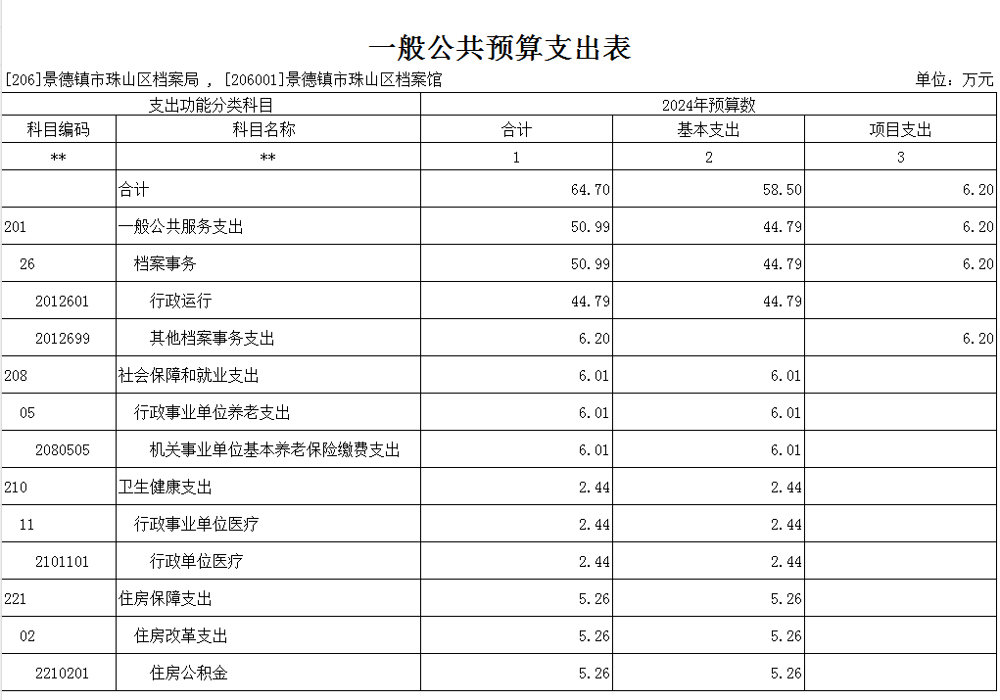 一般公共预算支出表
[206]景德镇市珠山区档案局 , [206001]景德镇市珠山区档案馆 单位：万元
支出功能分类科目 2024年预算数
科目编码 科目名称 合计 基本支出 项目支出
** ** 1 2 3
合计 64.70 58.50 6.20
201 一般公共服务支出 50.99 44.79 6.20
26 档案事务 50.99 44.79 6.20
2012601 行政运行 44.79 44.79
2012699 其他档案事务支出 6.20 6.20
208 社会保障和就业支出 6.01 6.01
05 行政事业单位养老支出 6.01 6.01
2080505 机关事业单位基本养老保险缴费支出 6.01 6.01
210 卫生健康支出 2.44 2.44
11 行政事业单位医疗 2.44 2.44
2101101 行政单位医疗 2.44 2.44
221 住房保障支出 5.26 5.26
02 住房改革支出 5.26 5.26
2210201 住房公积金 5.26 5.26